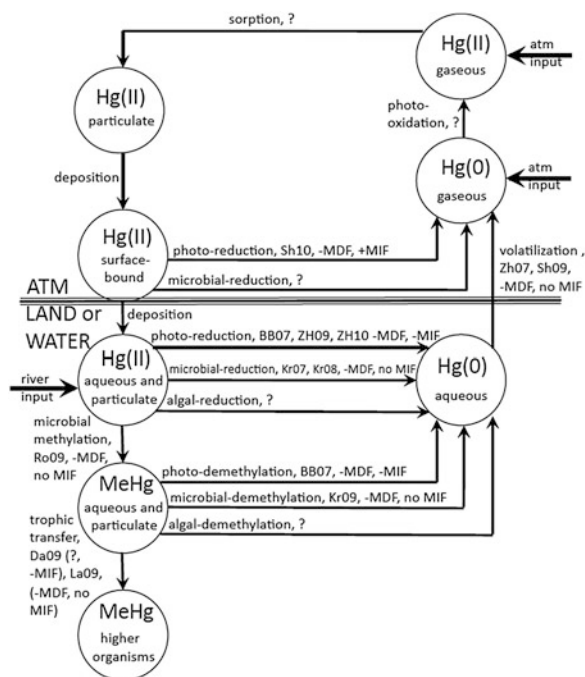 sorption, ?
Hg(II)
gaseous
atm
input
Hg(II)
particulate
photo-
oxidation, ?
deposition
Hg(0)
gaseous
atm
input
Hg(II)
surface-
bound
photo-reduction, Sh10, -MDF, +MIF
microbial-reduction, ?
volatilization ,
Zh07, Sh09,
-MDF, no MIF
ATM
LAND or
WATER
deposition
photo-reduction, BB07, ZH09, ZH10 -MDF, -MIF
Hg(II)
aqueous and
particulate
river
input
microbial-reduction, Kr07, Kr08, -MDF, no MIF
algal-reduction, ?
Hg(0)
aqueous
microbial
methylation,
Ro09, -MDF,
no MIF
MeHg
aqueous and
particulate
photo-demethylation, BB07, -MDF, -MIF
microbial-demethylation, Kr09, -MDF, no MIF
algal-demethylation, ?
trophic
transfer,
Da09 (?,
-MIF), La09,
(-MDF, no
MIF)
MeHg
higher
organisms